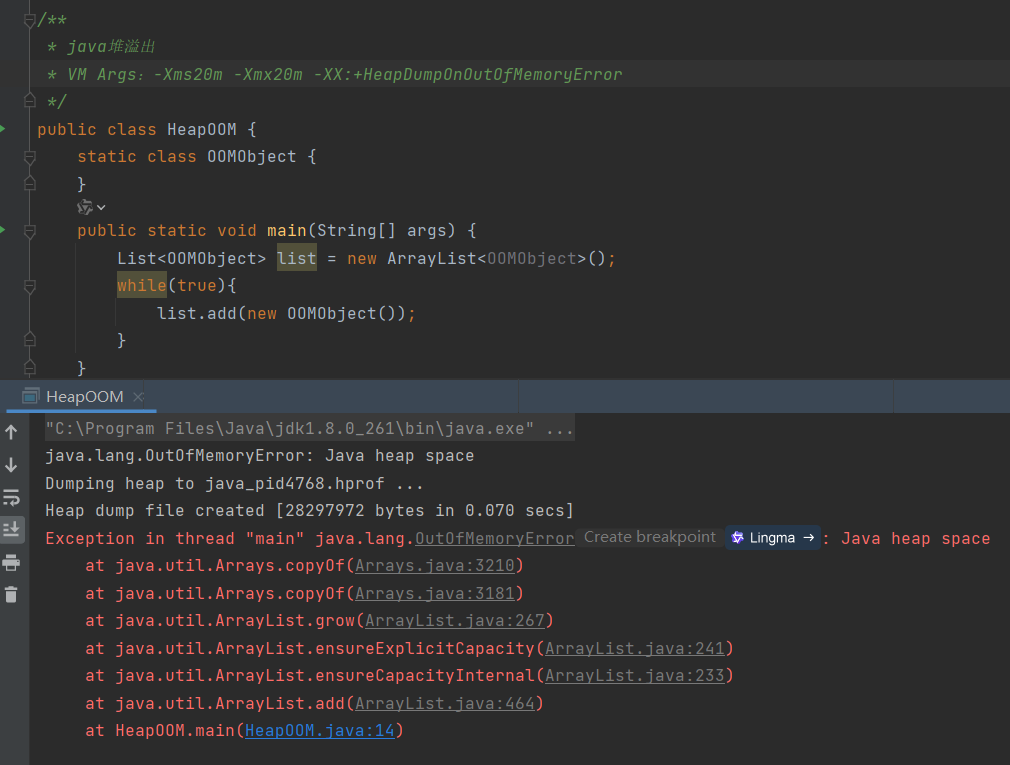 /**
 * java堆溢出
 * VM Args：-Xms20m -Xmx20m -XX:+HeapDumpOnOutOfMemoryError
 */
public class HeapOOM {
    static class OOMObject {
    }
    public static void main(String[] args) {
        List<OOMObject> list = new ArrayList<OOMObject>();
        while(true){
            list.add(new OOMObject());
        }
    }
HeapOOM
"C:\Program Files\Java\jdk1.8.0_261\bin\java.exe" ...
java.lang.OutOfMemoryError: Java heap space
Dumping heap to java_pid4768.hprof ...
Heap dump file created [28297972 bytes in 0.070 secs]
Exception in thread "main" java.lang.OutOfMemoryError Create breakpoint Lingma → : Java heap space
    at java.util.Arrays.copyOf(Arrays.java:3210)
    at java.util.Arrays.copyOf(Arrays.java:3181)
    at java.util.ArrayList.grow(ArrayList.java:267)
    at java.util.ArrayList.ensureExplicitCapacity(ArrayList.java:241)
    at java.util.ArrayList.ensureCapacityInternal(ArrayList.java:233)
    at java.util.ArrayList.add(ArrayList.java:464)
    at HeapOOM.main(HeapOOM.java:14)